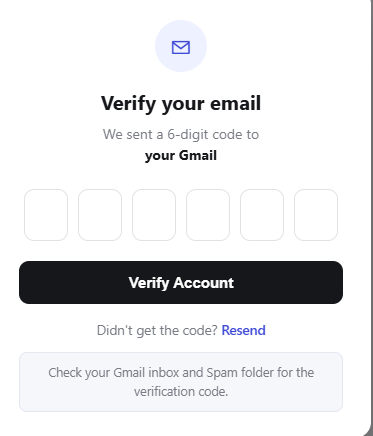 Verify your email
We sent a 6-digit code to
your Gmail
Verify Account
Didn't get the code? Resend
Check your Gmail inbox and Spam folder for the
verification code.